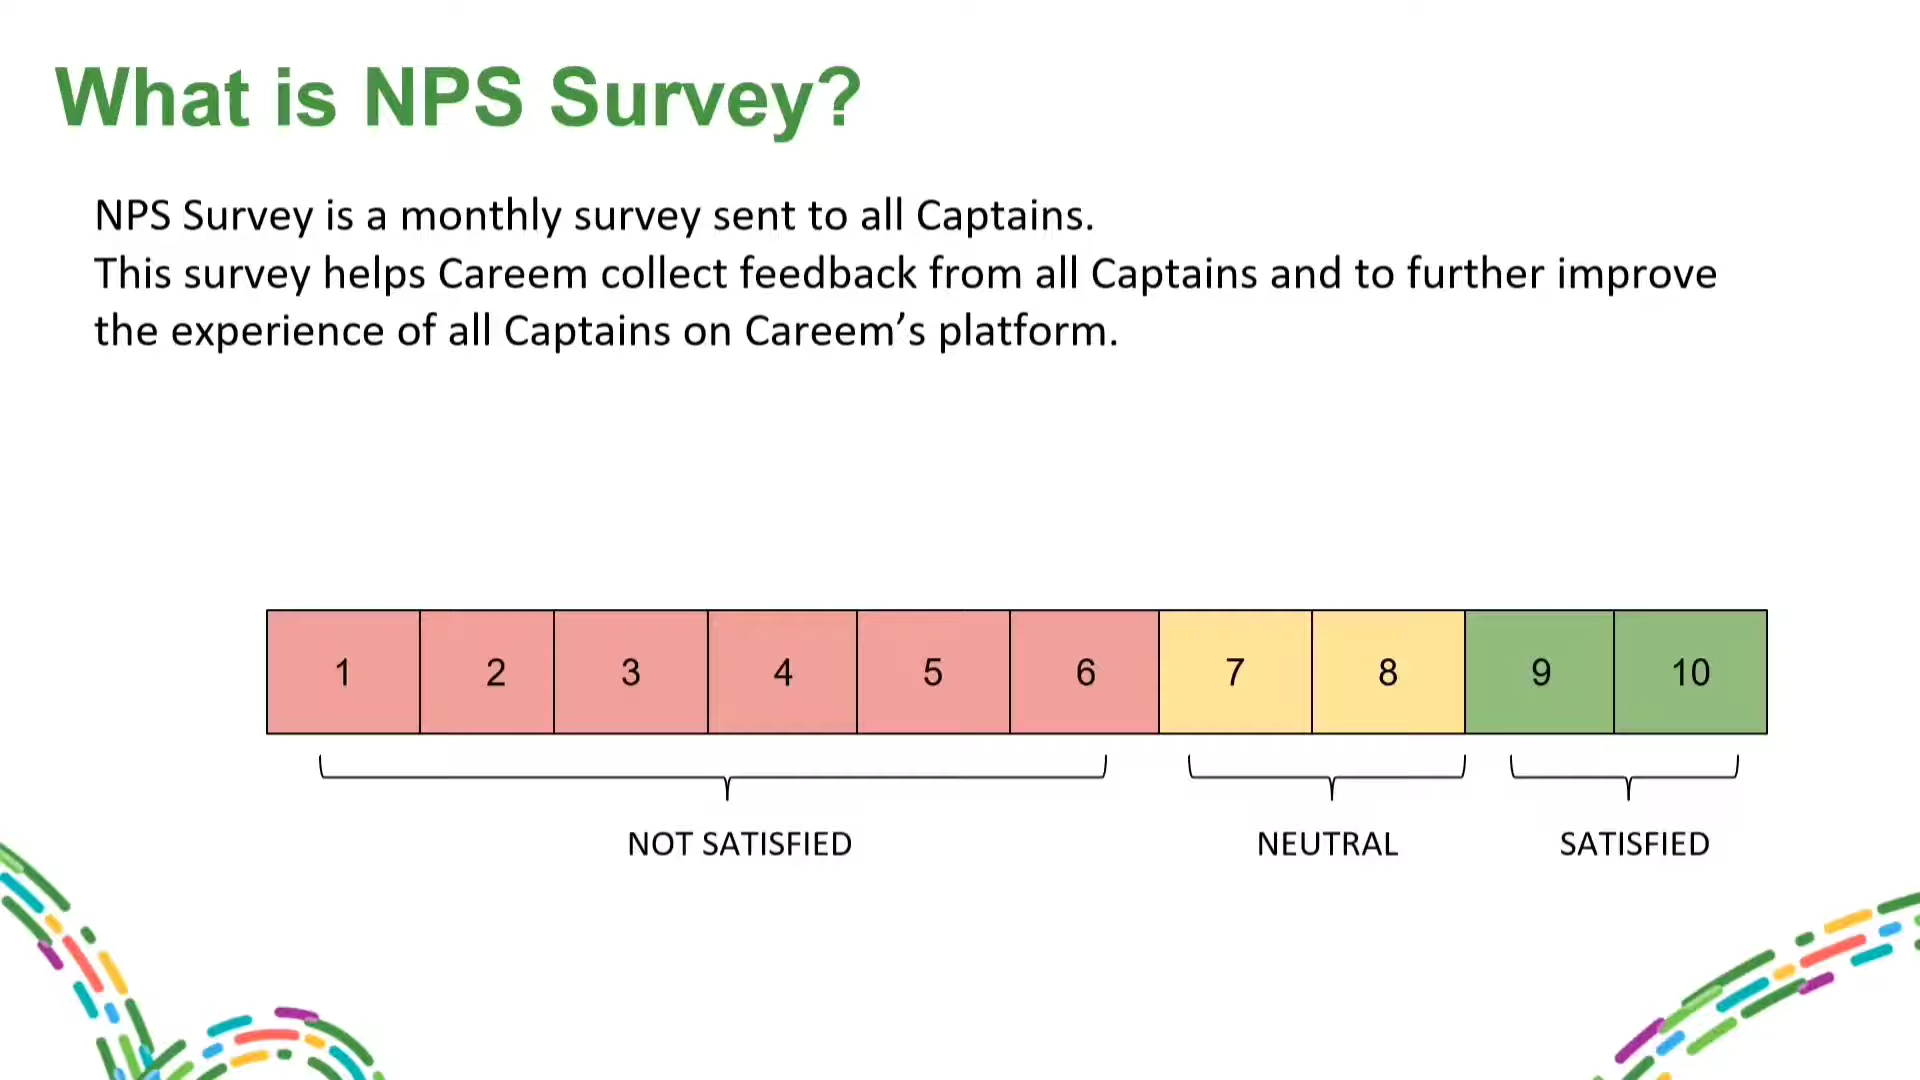 What is NPS Survey?
NPS Survey is a monthly survey sent to all Captains.
This survey helps Careem collect feedback from all Captains and to further improve
the experience of all Captains on Careem’s platform.
1 2 3 4 5 6 7 8 9 10
NOT SATISFIED NEUTRAL SATISFIED